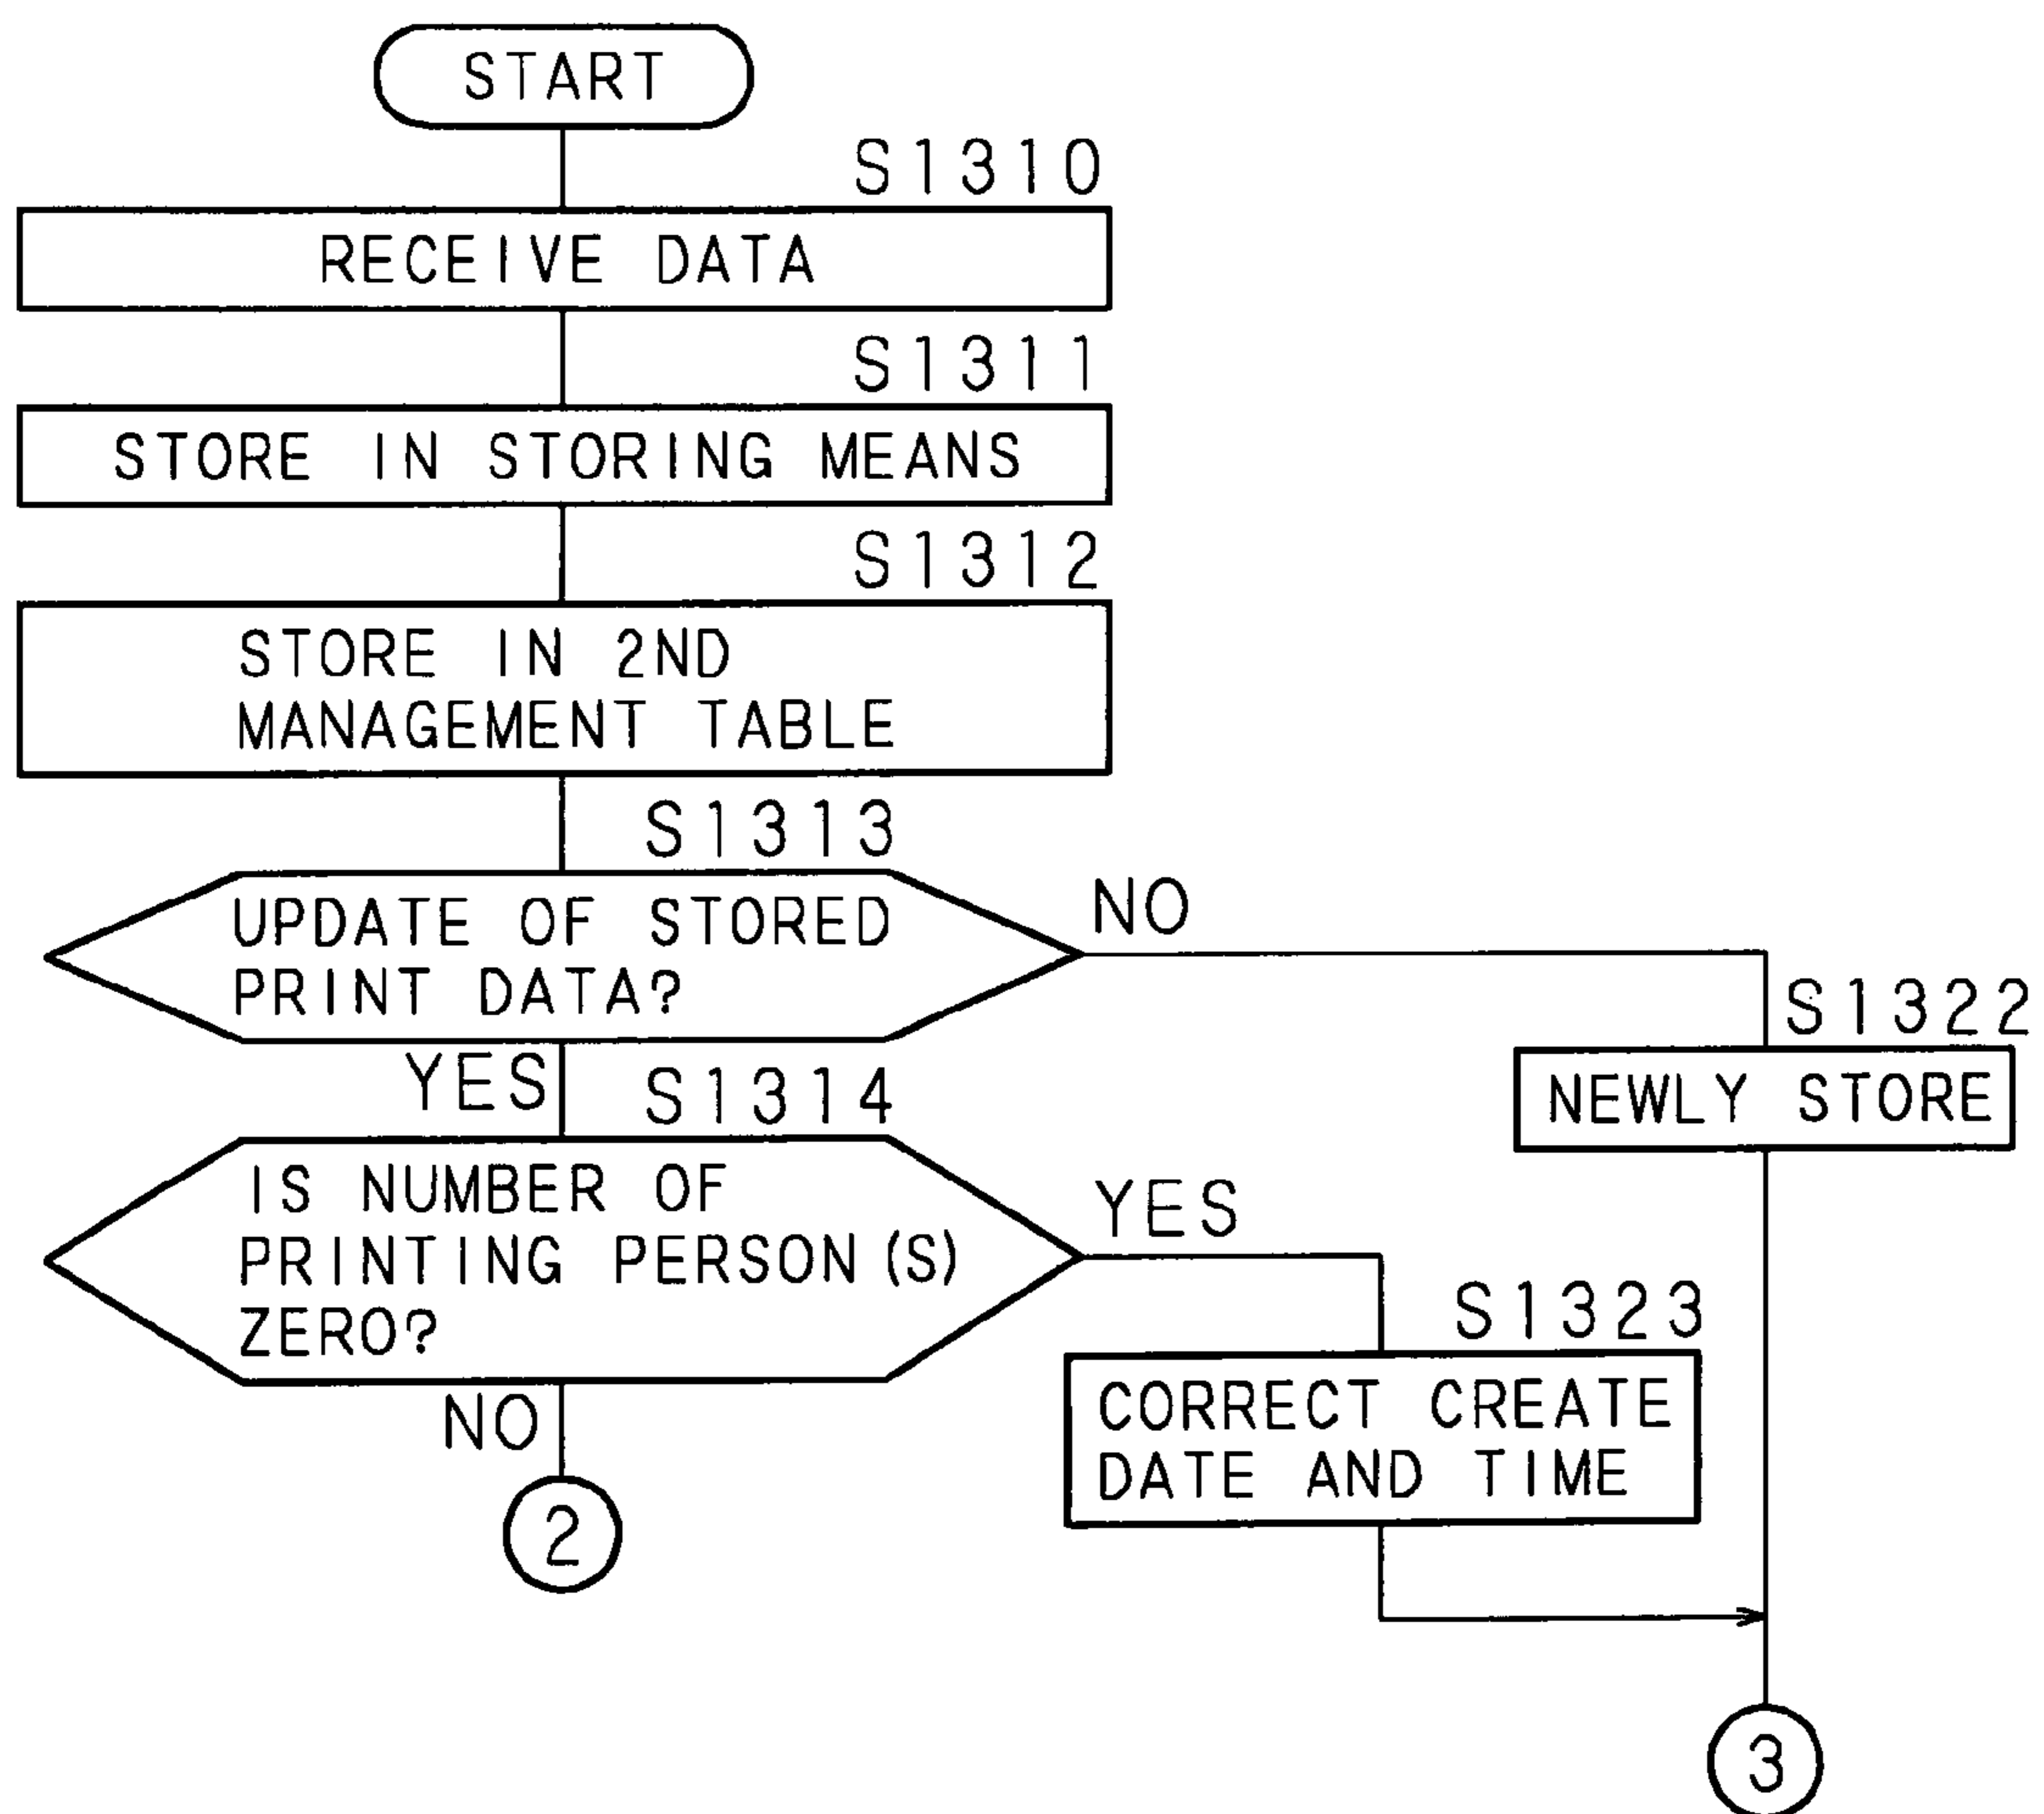 START
S1310
RECEIVE DATA
S1311
STORE IN STORING MEANS
S1312
STORE IN 2ND
MANAGEMENT TABLE
S1313
UPDATE OF STORED
PRINT DATA?
NO
S1322
NEWLY STORE
YES
S1314
IS NUMBER OF
PRINTING PERSON(S)
ZERO?
YES
S1323
CORRECT CREATE
DATE AND TIME
NO
2
3